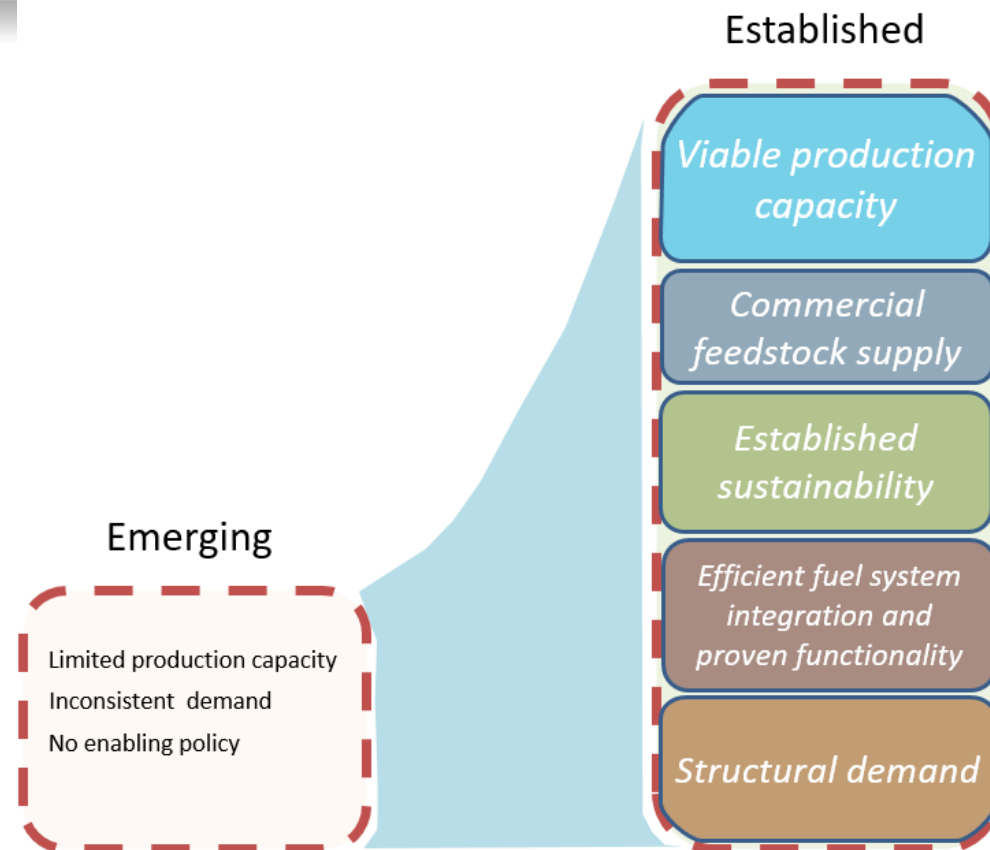 Established
Viable production
capacity
Commercial
feedstock supply
Established
sustainability
Efficient fuel system
integration and
proven functionality
Structural demand
Emerging
Limited production capacity
Inconsistent  demand
No enabling policy